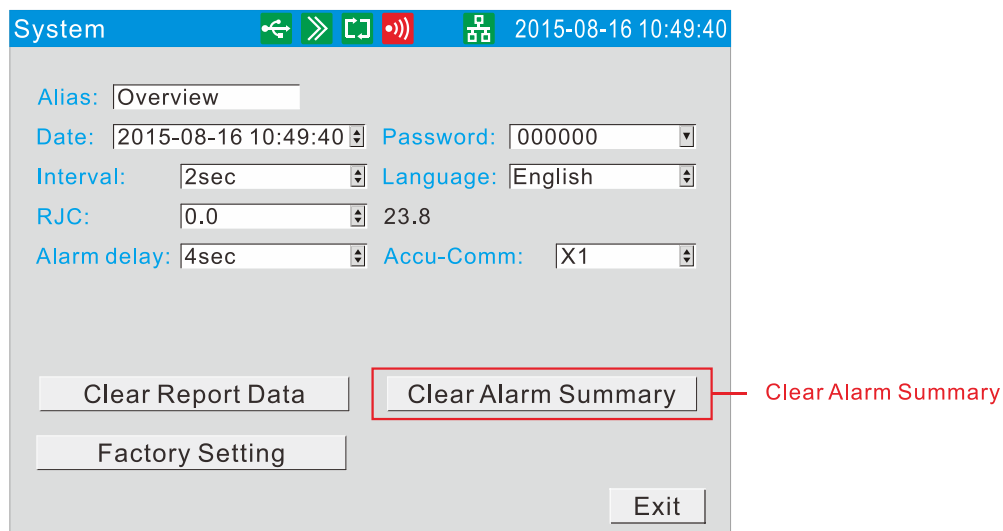 System 2015-08-16 10:49:40
Alias: Overview
Date: 2015-08-16 10:49:40 Password: 000000
Interval: 2sec Language: English
RJC: 0.0 23.8
Alarm delay: 4sec Accu-Comm: X1
Clear Report Data Clear Alarm Summary Clear Alarm Summary
Factory Setting
Exit